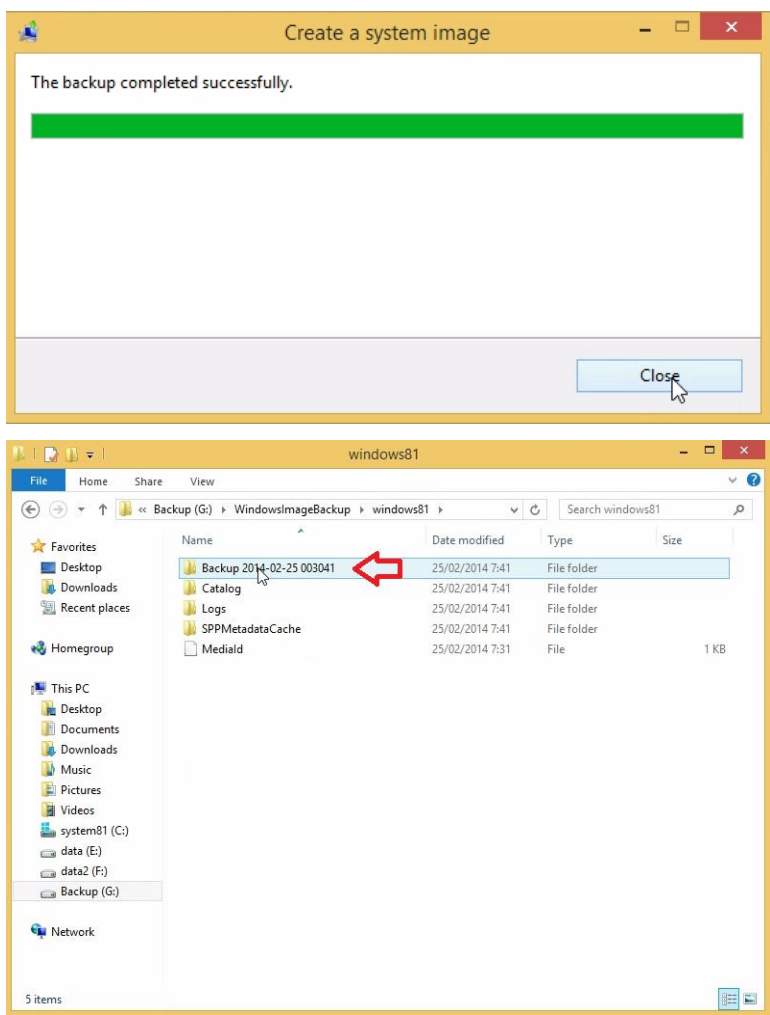 Create a system image
The backup completed successfully.
Close
windows81
File Home Share View
« Backup (G:) WindowsImageBackup windows81 Search windows81
Name Date modified Type Size
Favorites
Desktop
Downloads
Recent places
Homegroup
This PC
Desktop
Documents
Downloads
Music
Pictures
Videos
system81 (C:)
data (E:)
data2 (F:)
Backup (G:)
Network
Backup 2014-02-25 003041 25/02/2014 7:41 File folder
Catalog 25/02/2014 7:41 File folder
Logs 25/02/2014 7:41 File folder
SPPMetadataCache 25/02/2014 7:41 File folder
MediaId 25/02/2014 7:31 File 1 KB
5 items